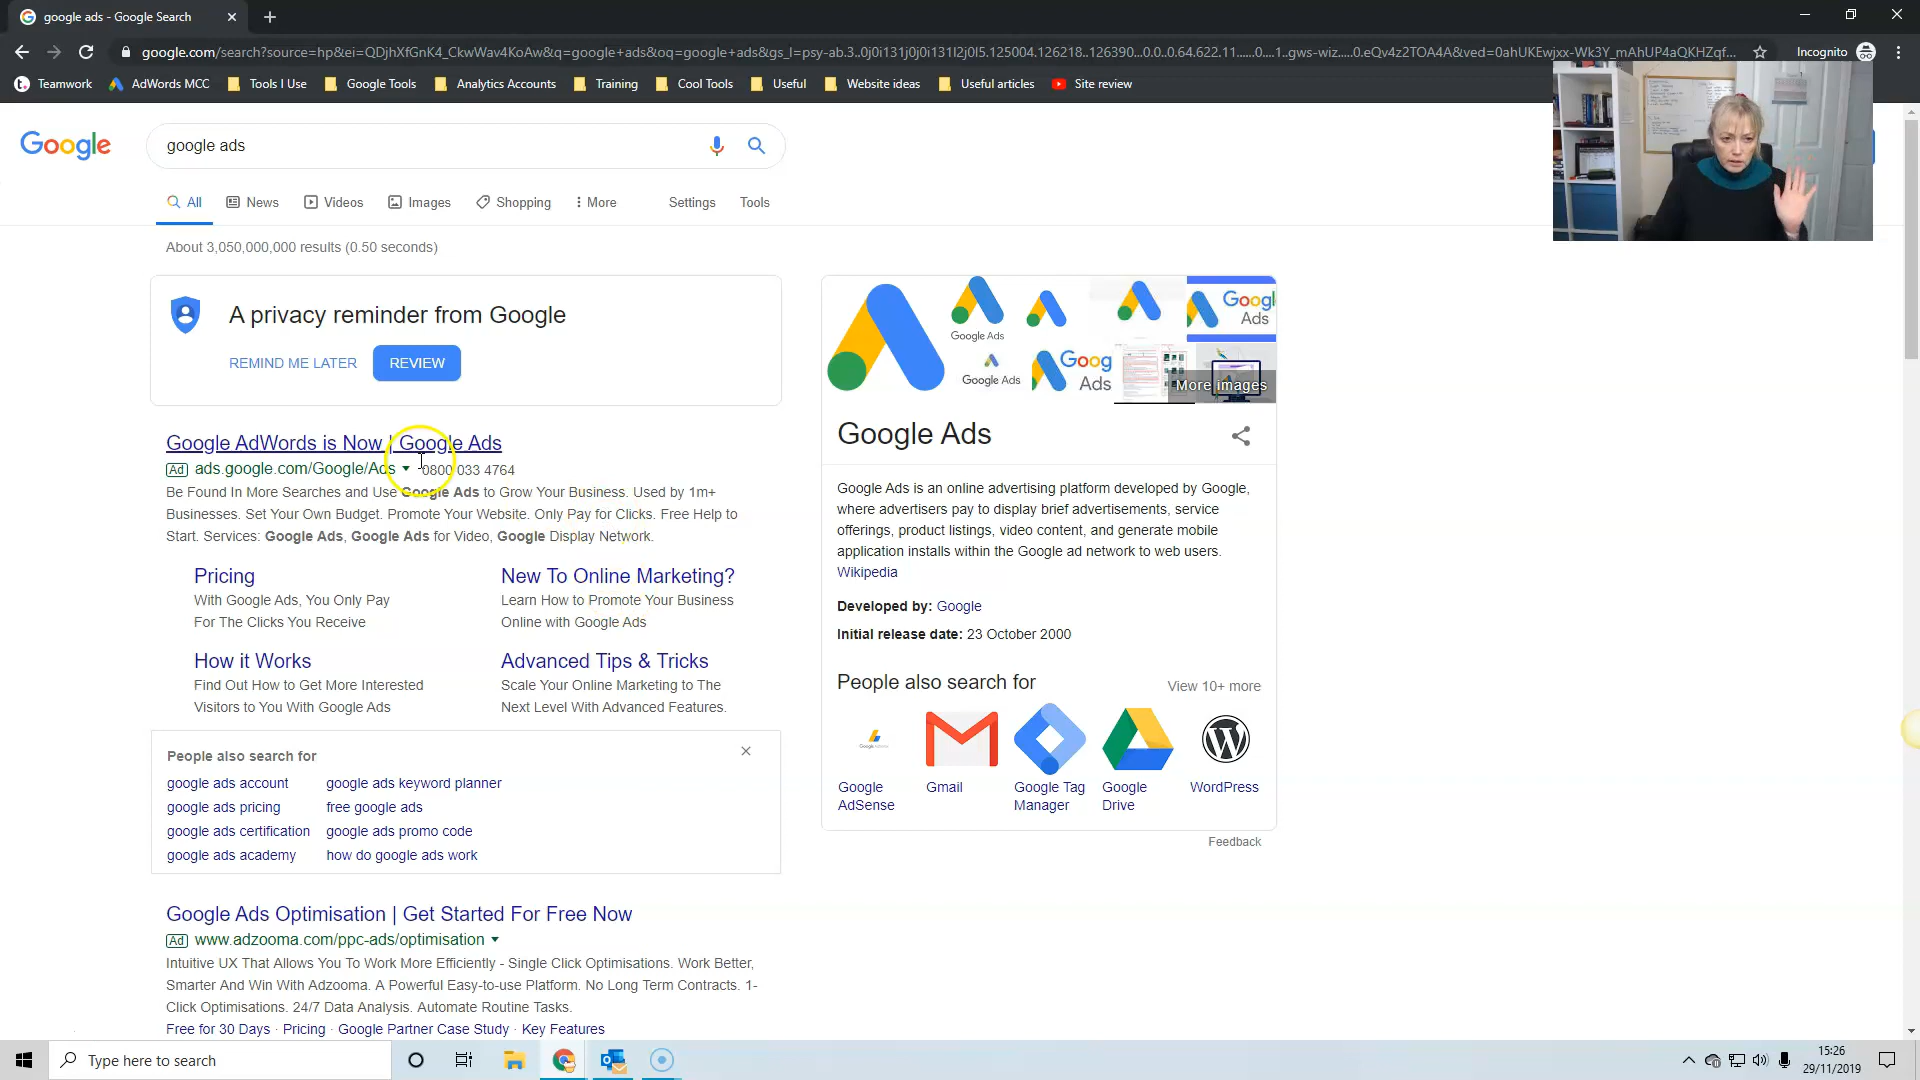 google ads - Google Search
google.com/search?source=hp&ei=QDjhXfGnK4_CkwWav4KoAw&q=google+ads&oq=google+ads&gs_l=psy-ab.3..0j0i131j0j0i131l2j0l5.125004.126218..126390...0.0..0.64.622.11......0....1..gws-wiz.....0.eQv4z2TOA4A&ved=0ahUKEwjxx-Wk3Y_mAhUP4aQKHZqf...
Incognito
Teamwork AdWords MCC Tools I Use Google Tools Analytics Accounts Training Cool Tools Useful Website ideas Useful articles Site review
Google
google ads
All News Videos Images Shopping More Settings Tools
About 3,050,000,000 results (0.50 seconds)
A privacy reminder from Google
REMIND ME LATER REVIEW
Google AdWords is Now | Google Ads
Ad ads.google.com/Google/Ads 0800 033 4764
Be Found In More Searches and Use Google Ads to Grow Your Business. Used by 1m+
Businesses. Set Your Own Budget. Promote Your Website. Only Pay for Clicks. Free Help to
Start. Services: Google Ads, Google Ads for Video, Google Display Network.
Pricing
With Google Ads, You Only Pay
For The Clicks You Receive
New To Online Marketing?
Learn How to Promote Your Business
Online with Google Ads
How it Works
Find Out How to Get More Interested
Visitors to You With Google Ads
Advanced Tips & Tricks
Scale Your Online Marketing to The
Next Level With Advanced Features.
People also search for
google ads account google ads keyword planner
google ads pricing free google ads
google ads certification google ads promo code
google ads academy how do google ads work
Google Ads Optimisation | Get Started For Free Now
Ad www.adzooma.com/ppc-ads/optimisation
Intuitive UX That Allows You To Work More Efficiently - Single Click Optimisations. Work Better,
Smarter And Win With Adzooma. A Powerful Easy-to-use Platform. No Long Term Contracts. 1-
Click Optimisations. 24/7 Data Analysis. Automate Routine Tasks.
Free for 30 Days · Pricing · Google Partner Case Study · Key Features
Google Ads
Google Ads
Goog
Ads
Googl
Ads
More images
Google Ads
Google Ads is an online advertising platform developed by Google,
where advertisers pay to display brief advertisements, service
offerings, product listings, video content, and generate mobile
application installs within the Google ad network to web users.
Wikipedia
Developed by: Google
Initial release date: 23 October 2000
People also search for View 10+ more
Google
AdSense
Gmail
Google Tag
Manager
Google
Drive
WordPress
Feedback
Type here to search
15:26
29/11/2019